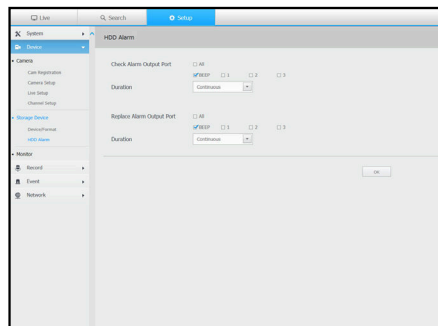 Live
Search
Setup
System
Device
Camera
Cam Registration
Camera Setup
Live Setup
Channel Setup
Storage Device
Device/Format
HDD Alarm
Monitor
Record
Event
Network
HDD Alarm
Check Alarm Output Port
All
BEEP 1 2 3
Duration Continuous
Replace Alarm Output Port
All
BEEP 1 2 3
Duration Continuous
OK